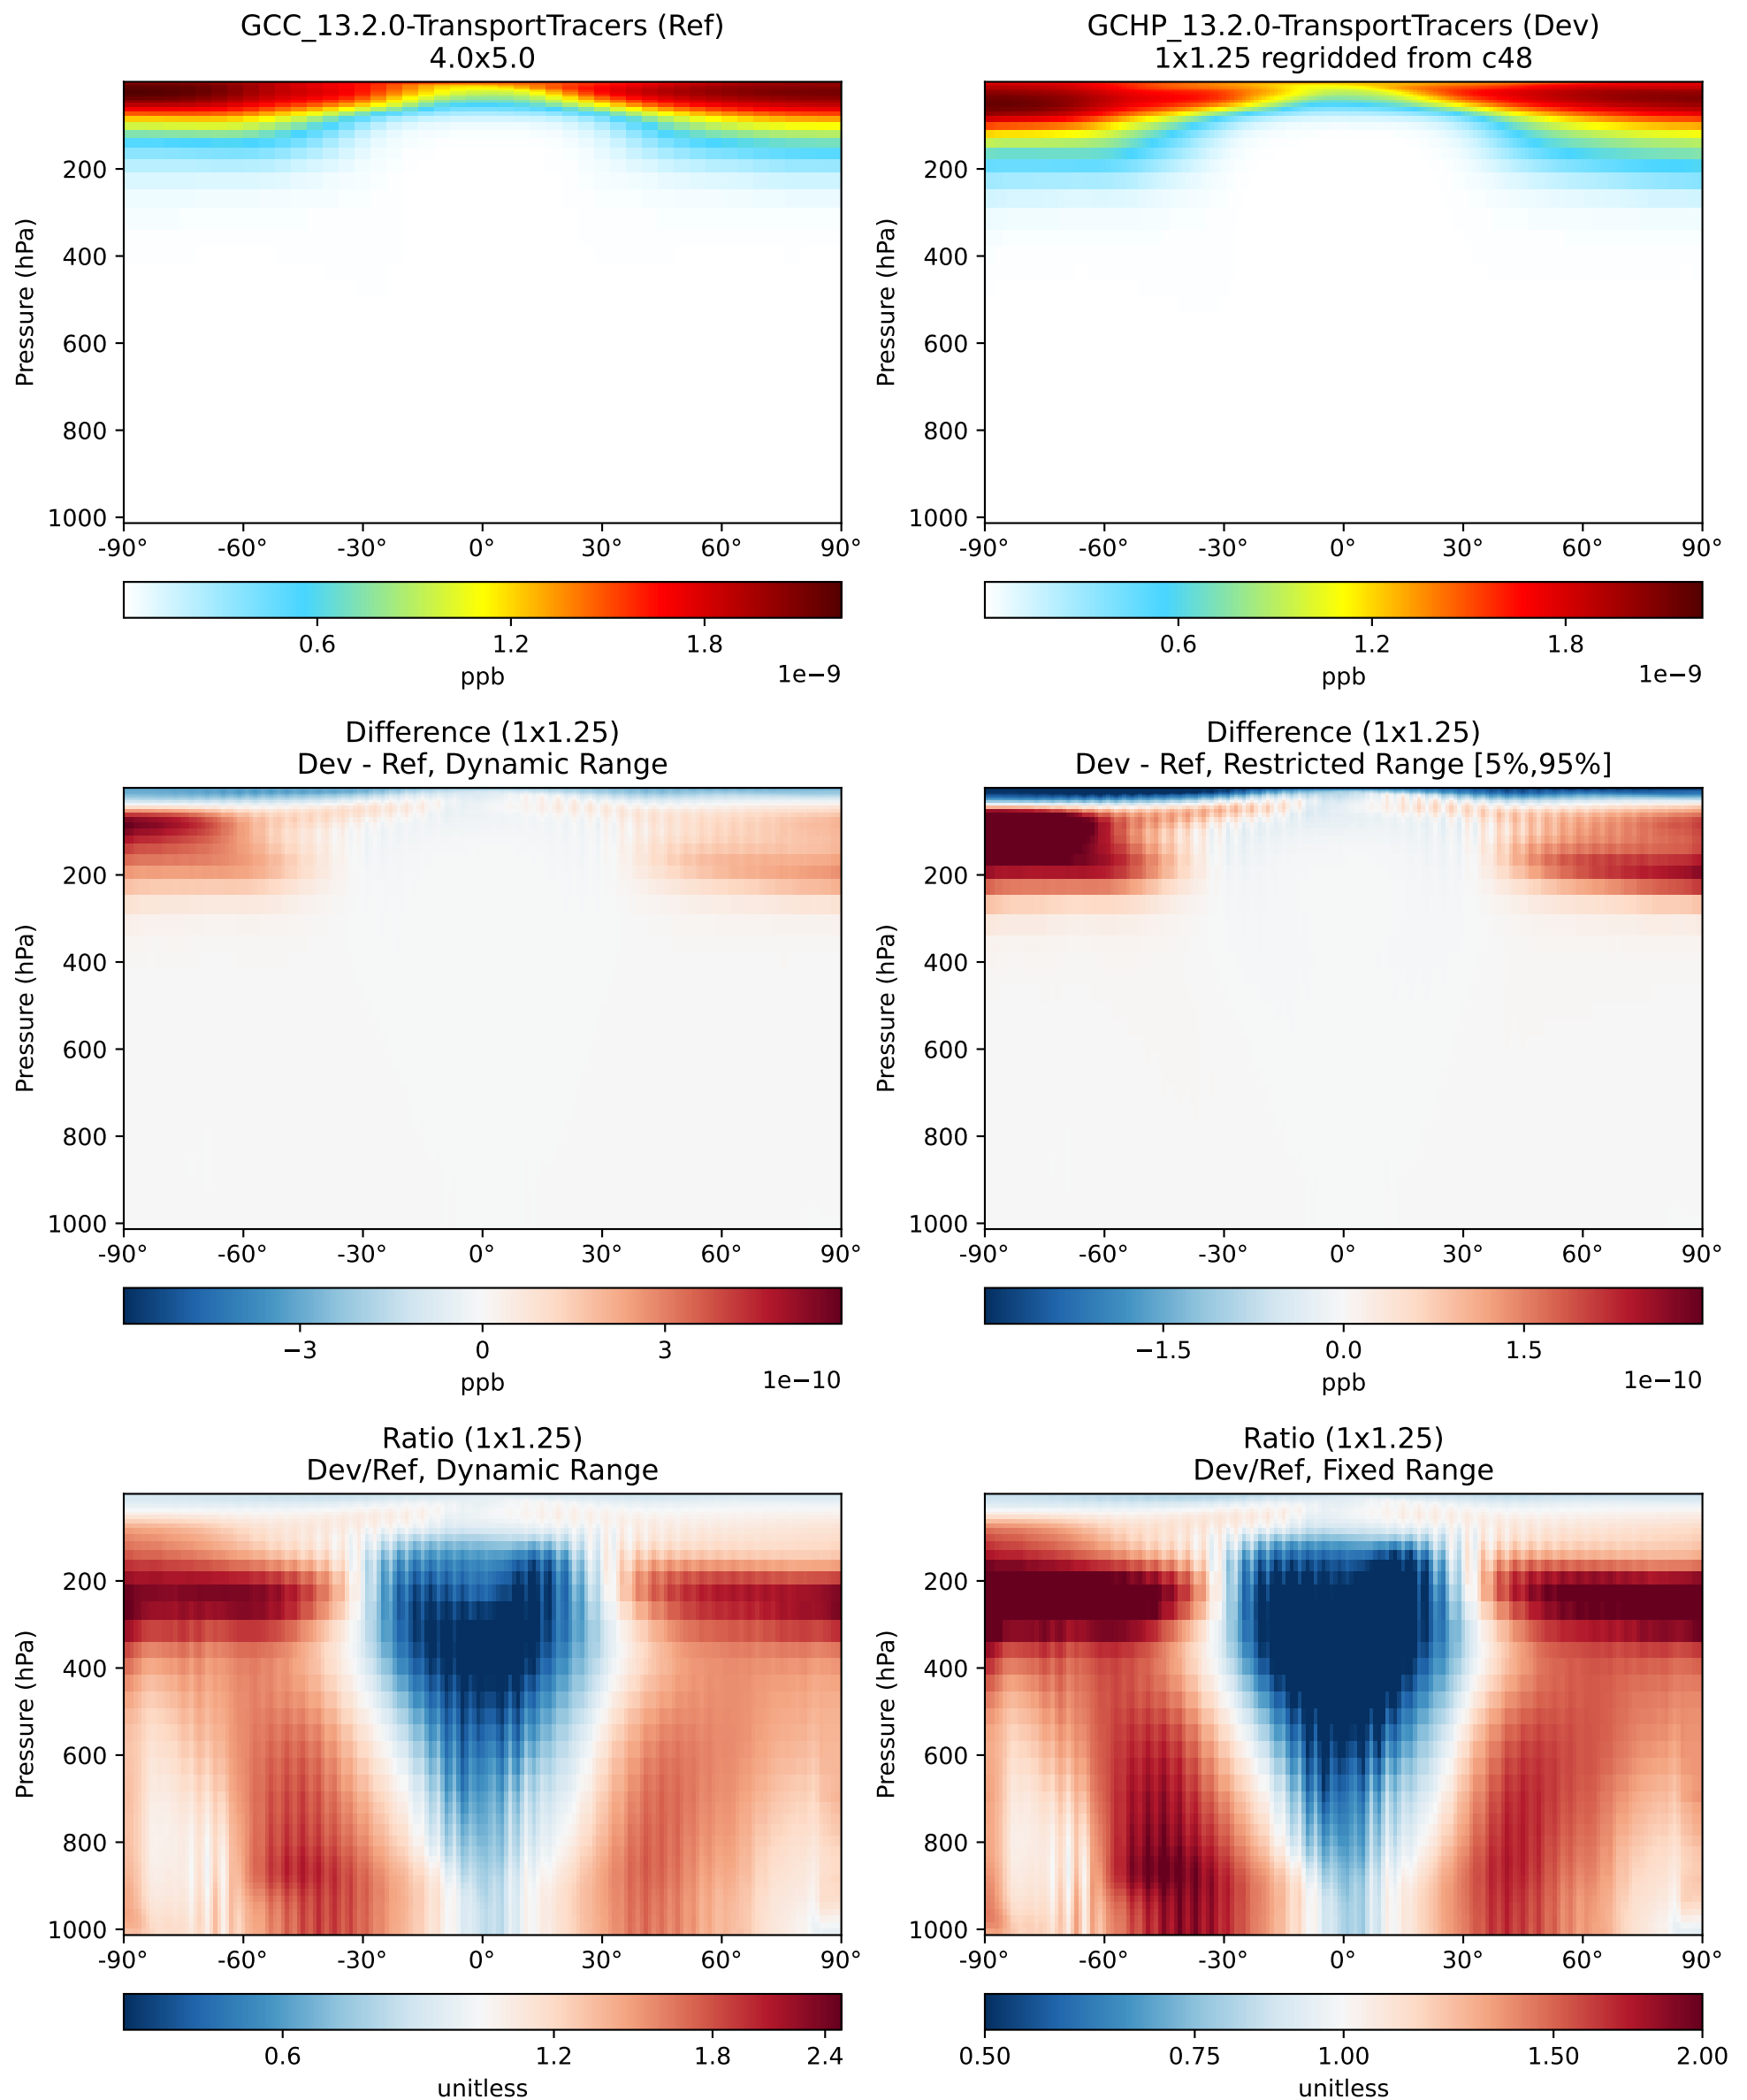 GCC_13.2.0-TransportTracers (Ref)
4.0x5.0
Pressure (hPa)
200
400
600
800
1000
-90° -60° -30° 0° 30° 60° 90°
0.6 1.2 1.8
ppb 1e−9
GCHP_13.2.0-TransportTracers (Dev)
1x1.25 regridded from c48
Pressure (hPa)
200
400
600
800
1000
-90° -60° -30° 0° 30° 60° 90°
0.6 1.2 1.8
ppb 1e−9
Difference (1x1.25)
Dev - Ref, Dynamic Range
Pressure (hPa)
200
400
600
800
1000
-90° -60° -30° 0° 30° 60° 90°
−3 0 3
ppb 1e−10
Difference (1x1.25)
Dev - Ref, Restricted Range [5%,95%]
Pressure (hPa)
200
400
600
800
1000
-90° -60° -30° 0° 30° 60° 90°
−1.5 0.0 1.5
ppb 1e−10
Ratio (1x1.25)
Dev/Ref, Dynamic Range
Pressure (hPa)
200
400
600
800
1000
-90° -60° -30° 0° 30° 60° 90°
0.6 1.2 1.8 2.4
unitless
Ratio (1x1.25)
Dev/Ref, Fixed Range
Pressure (hPa)
200
400
600
800
1000
-90° -60° -30° 0° 30° 60° 90°
0.50 0.75 1.00 1.50 2.00
unitless